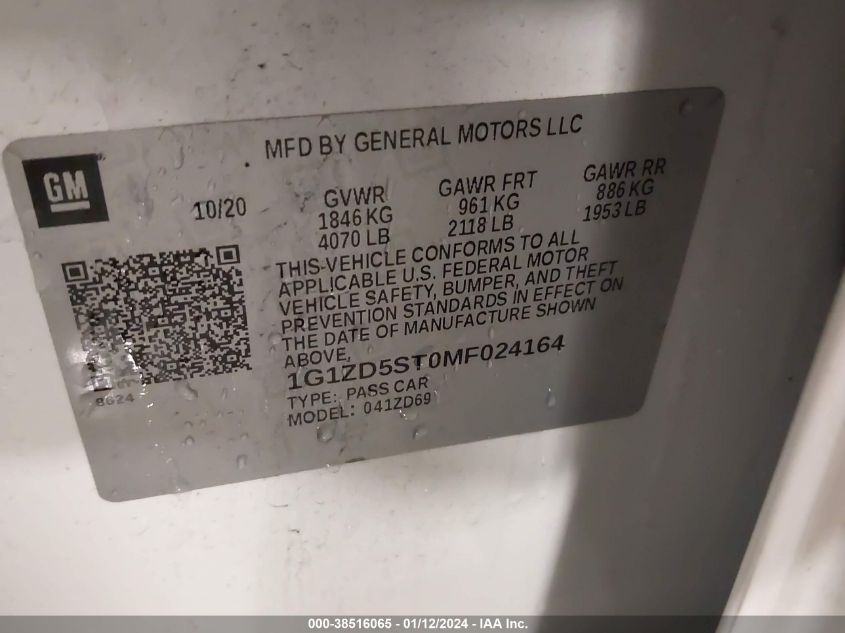 MFD BY GENERAL MOTORS LLC
GM
10/20
GVWR
1846 KG
4070 LB
GAWR FRT
961 KG
2118 LB
GAWR RR
886 KG
1953 LB
THIS-VEHICLE CONFORMS TO ALL
APPLICABLE U.S. FEDERAL MOTOR
VEHICLE SAFETY, BUMPER, AND THEFT
PREVENTION STANDARDS IN EFFECT ON
THE DATE OF MANUFACTURE SHOWN
ABOVE,
1G1ZD5ST0MF024164
TYPE: PASS CAR
MODEL: 041ZD69
8624
000-38516065 - 01/12/2024 - IAA Inc.